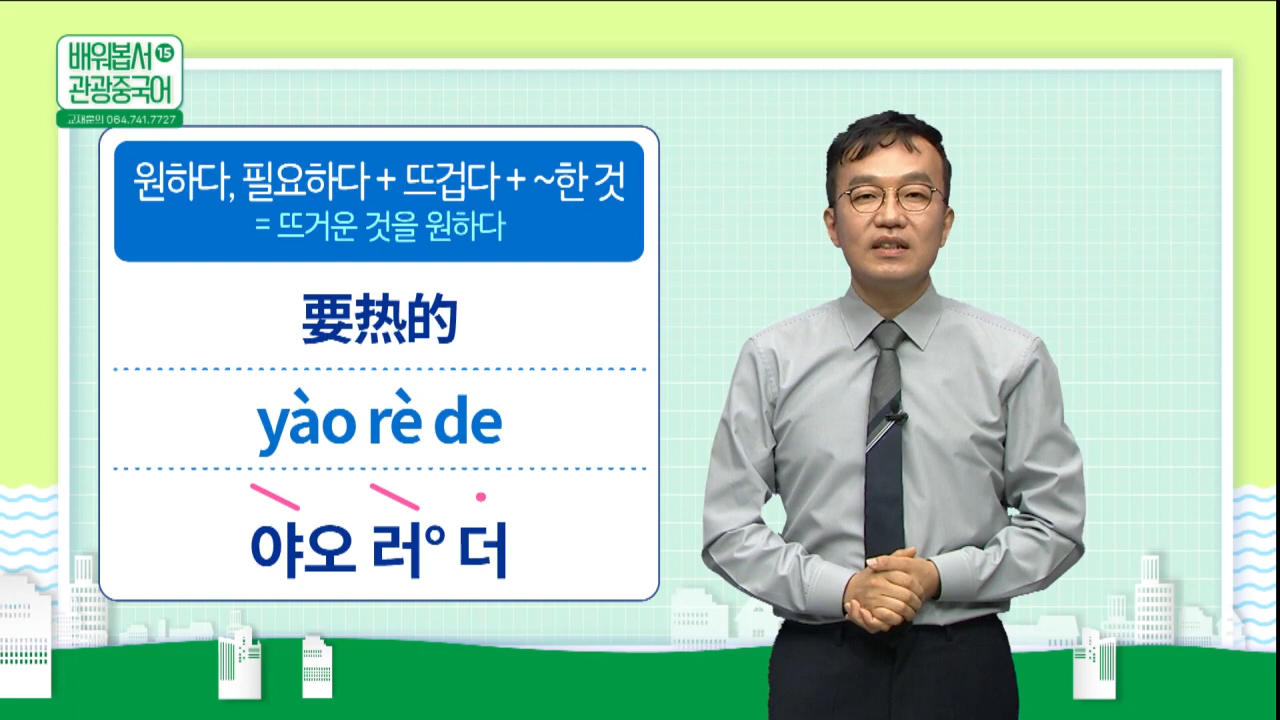 배워봅서 15
관광중국어
교재문의 064.741.7727
원하다, 필요하다 + 뜨겁다 + ~한 것
= 뜨거운 것을 원하다
要热的
yào rè de
야오 러° 더